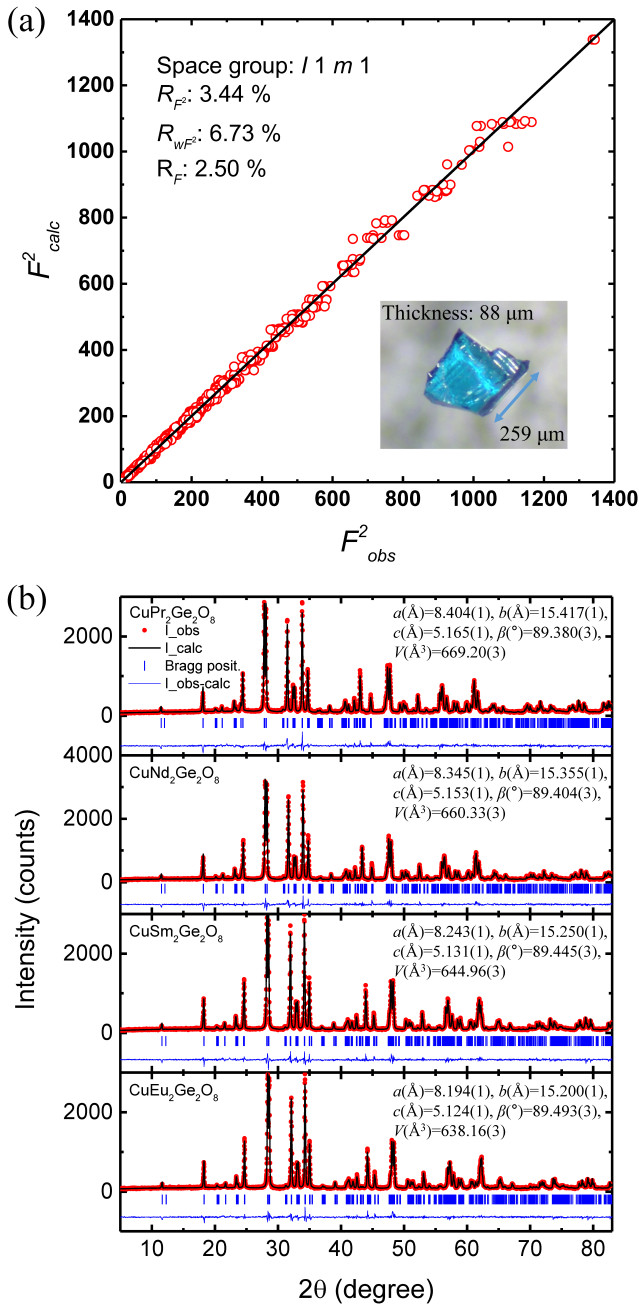 (a)
1400
1200
1000
800
600
400
200
0
F²calc
Space group: I 1 m 1
R_F²: 3.44 %
R_wF²: 6.73 %
R_F: 2.50 %
Thickness: 88 μm
259 μm
0 200 400 600 800 1000 1200 1400
F²obs
(b)
Intensity (counts)
CuPr₂Ge₂O₈
I_obs
I_calc
Bragg posit.
I_obs-calc
a(Å)=8.404(1), b(Å)=15.417(1),
c(Å)=5.165(1), β(°)=89.380(3),
V(Å³)=669.20(3)
2000
0
4000
CuNd₂Ge₂O₈
a(Å)=8.345(1), b(Å)=15.355(1),
c(Å)=5.153(1), β(°)=89.404(3),
V(Å³)=660.33(3)
2000
0
CuSm₂Ge₂O₈
a(Å)=8.243(1), b(Å)=15.250(1),
c(Å)=5.131(1), β(°)=89.445(3),
V(Å³)=644.96(3)
2000
0
CuEu₂Ge₂O₈
a(Å)=8.194(1), b(Å)=15.200(1),
c(Å)=5.124(1), β(°)=89.493(3),
V(Å³)=638.16(3)
2000
0
10 20 30 40 50 60 70 80
2θ (degree)